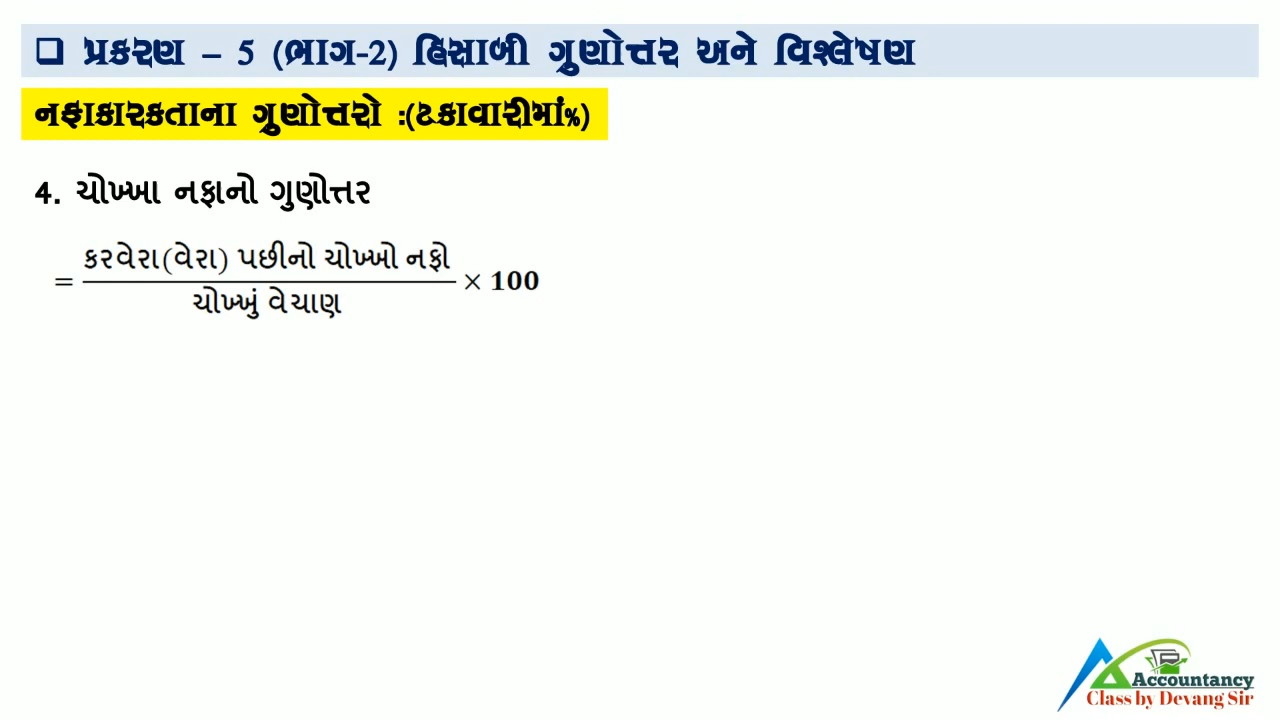 ❑ પ્રકરણ – 5 (ભાગ-2) હિસાબી ગુણોત્તર અને વિશ્લેષણ
નફાકારકતાના ગુણોત્તરો :(ટકાવારીમાં%)
4. ચોખ્ખા નફાનો ગુણોત્તર
= કરવેરા(વેરા) પછીનો ચોખ્ખો નફો
ચોખ્ખું વેચાણ
× 100
Accountancy
Class by Devang Sir